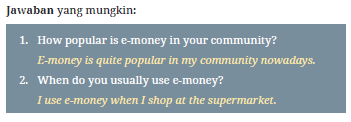 Jawaban yang mungkin:
1. How popular is e-money in your community?
E-money is quite popular in my community nowadays.
2. When do you usually use e-money?
I use e-money when I shop at the supermarket.